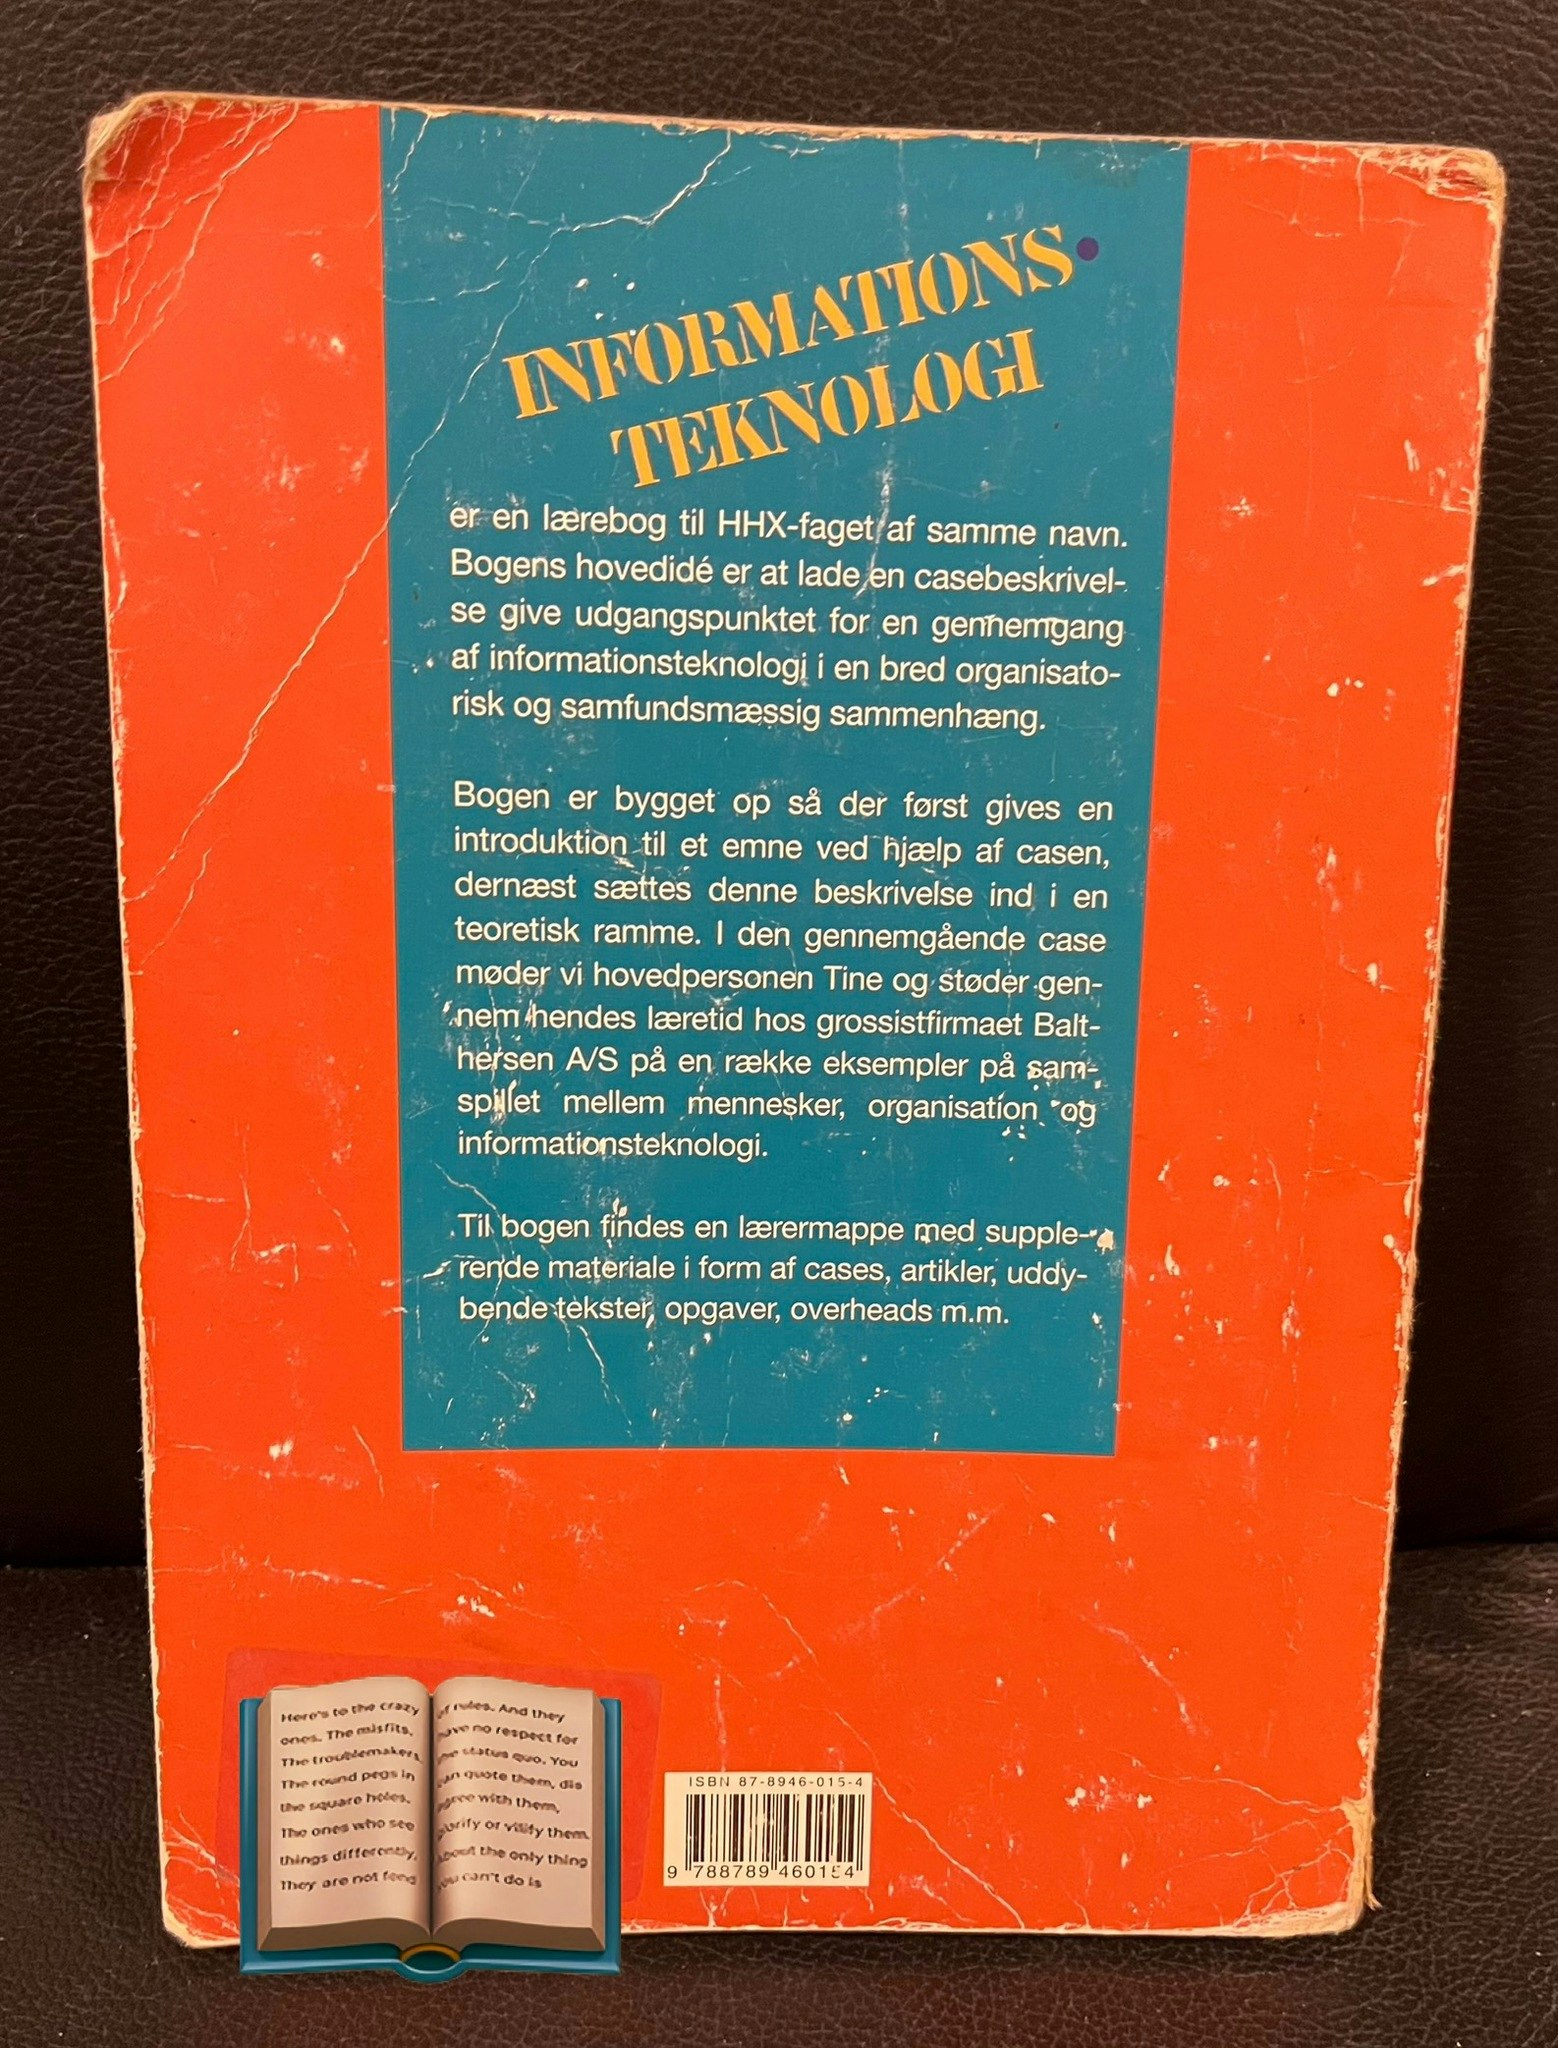 INFORMATIONS
TEKNOLOGI
er en lærebog til HHX-faget af samme navn.
Bogens hovedidé er at lade en casebeskrivel-
se give udgangspunktet for en gennemgang
af informationsteknologi i en bred organisato-
risk og samfundsmæssig sammenhæng.
Bogen er bygget op så der først gives en
introduktion til et emne ved hjælp af casen,
dernæst sættes denne beskrivelse ind i en
teoretisk ramme. I den gennemgående case
møder vi hovedpersonen Tine og støder gen-
nem hendes læretid hos grossistfirmaet Balt-
hersen A/S på en række eksempler på sam-
spillet mellem mennesker, organisation og
informationsteknologi.
Til bogen findes en lærermappe med supple-
rende materiale i form af cases, artikler, uddy-
bende tekster, opgaver, overheads m.m.
Here's to the crazy
ones. The misfits.
The troublemakers.
The round pegs in
the square holes.
The ones who see
things differently.
They are not fond
of rules. And they
have no respect for
the status quo. You
can quote them, dis
agree with them,
glorify or vilify them.
About the only thing
you can't do is
ISBN 87-8946-015-4
9 788789 460154